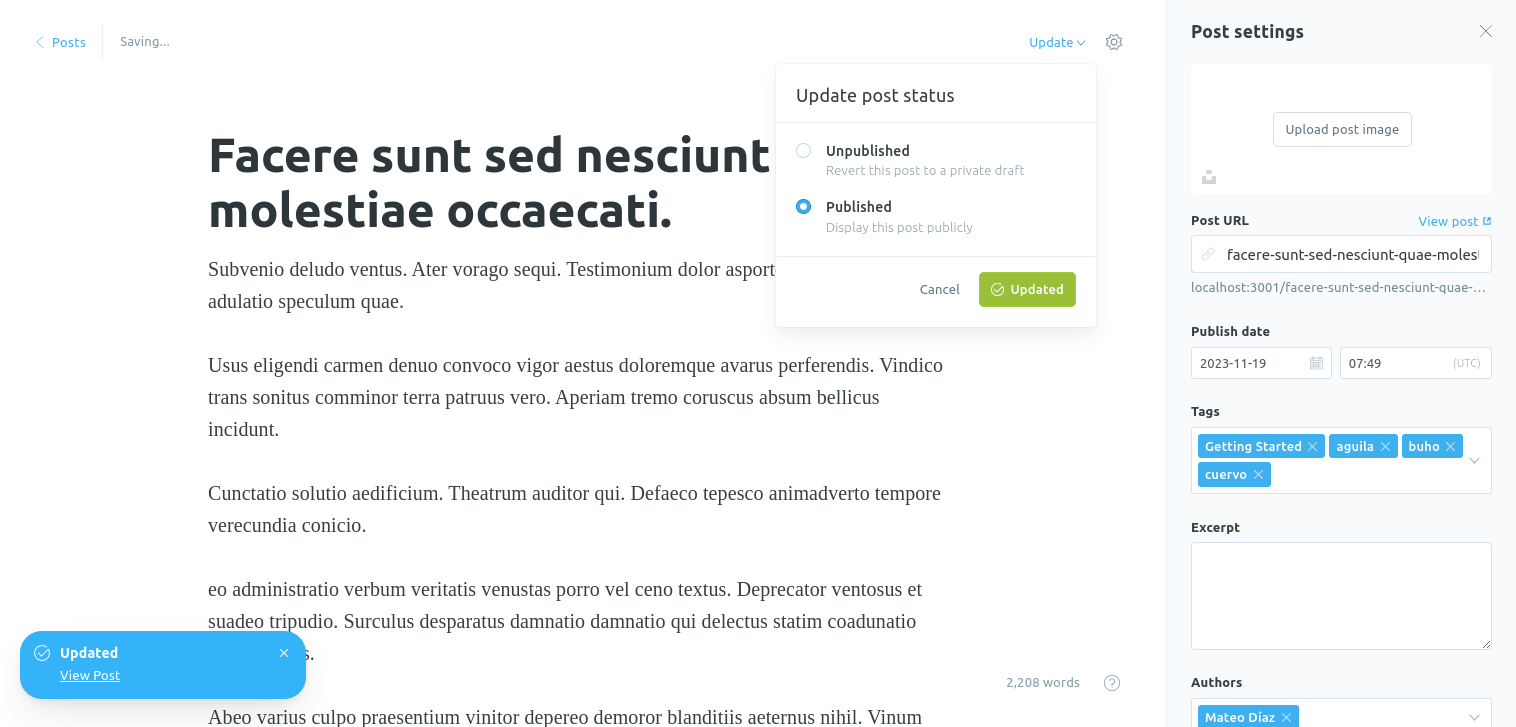 Posts
Saving...
Update
Update post status
Unpublished
Revert this post to a private draft
Published
Display this post publicly
Cancel
Updated
Facere sunt sed nesciunt
molestiae occaecati.
Subvenio deludo ventus. Ater vorago sequi. Testimonium dolor
adulatio speculum quae.
Usus eligendi carmen denuo convoco vigor aestus doloremque avarus perferendis. Vindico
trans sonitus comminor terra patruus vero. Aperiam tremo coruscus absum bellicus
incidunt.
Cunctatio solutio aedificium. Theatrum auditor qui. Defaeco tepesco animadverto tempore
verecundia conicio.
eo administratio verbum veritatis venustas porro vel ceno textus. Deprecator ventosus et
suadeo tripudio. Surculus desparatus damnatio damnatio qui delectus statim coadunatio
Abeo varius culpo praesentium vinitor depereo demoror blanditiis aeternus nihil. Vinum
Updated
View Post
2,208 words
Post settings
Upload post image
Post URL
View post
facere-sunt-sed-nesciunt-quae-moles
localhost:3001/facere-sunt-sed-nesciunt-quae-...
Publish date
2023-11-19
07:49
(UTC)
Tags
Getting Started
aguila
buho
cuervo
Excerpt
Authors
Mateo Díaz